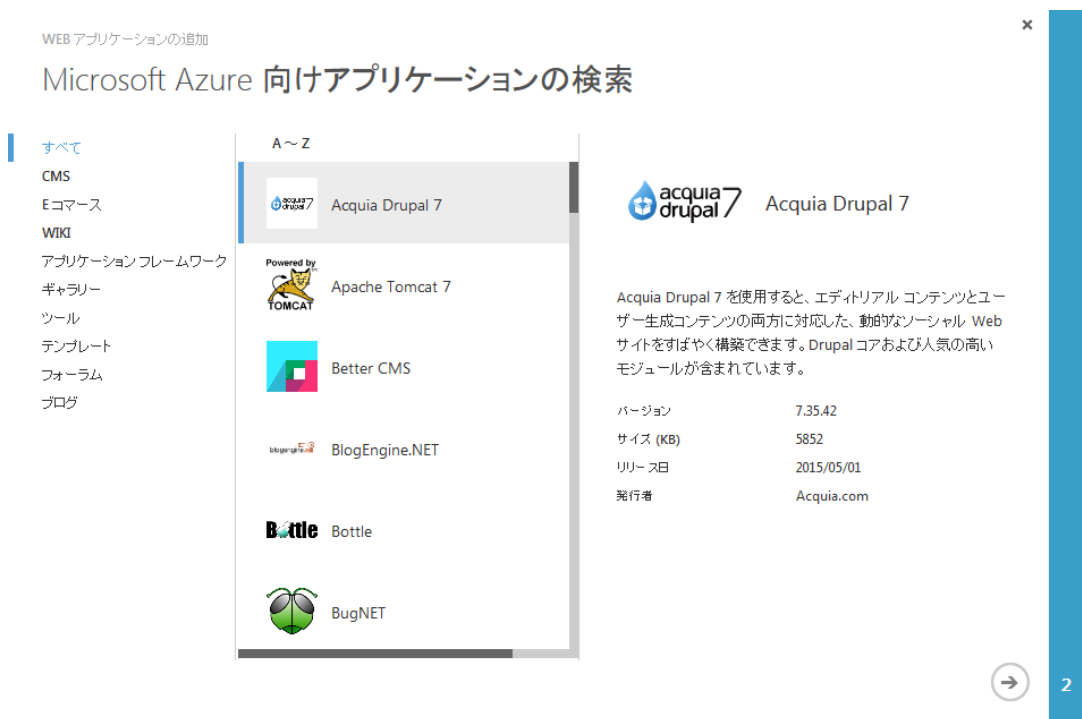 WEB アプリケーションの追加
Microsoft Azure 向けアプリケーションの検索
すべて
CMS
Eコマース
WIKI
アプリケーション フレームワーク
ギャラリー
ツール
テンプレート
フォーラム
ブログ
A～Z
acquia drupal 7
Acquia Drupal 7
Powered by
TOMCAT
Apache Tomcat 7
Better CMS
blogengine.net
BlogEngine.NET
Bottle
Bottle
BugNET
acquia
drupal 7
Acquia Drupal 7
Acquia Drupal 7 を使用すると、エディトリアル コンテンツとユー
ザー生成コンテンツの両方に対応した、動的なソーシャル Web
サイトをすばやく構築できます。Drupal コアおよび人気の高い
モジュールが含まれています。
バージョン 7.35.42
サイズ (KB) 5852
リリース日 2015/05/01
発行者 Acquia.com
2